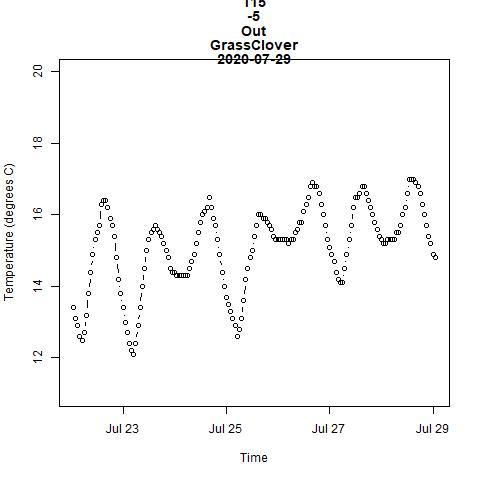 T15
-5
Out
GrassClover
2020-07-29
20
18
16
14
12
Temperature (degrees C)
Jul 23 Jul 25 Jul 27 Jul 29
Time